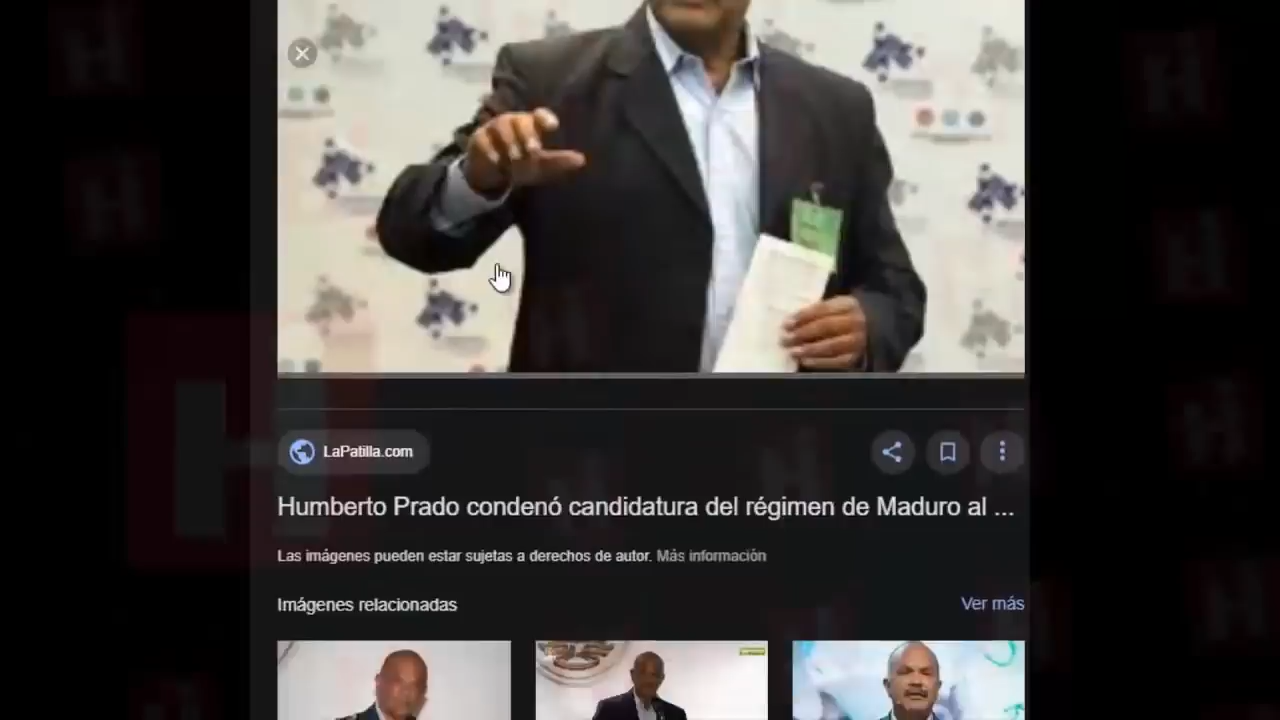 LaPatilla.com
Humberto Prado condenó candidatura del régimen de Maduro al ...
Las imágenes pueden estar sujetas a derechos de autor. Más información
Imágenes relacionadas
Ver más